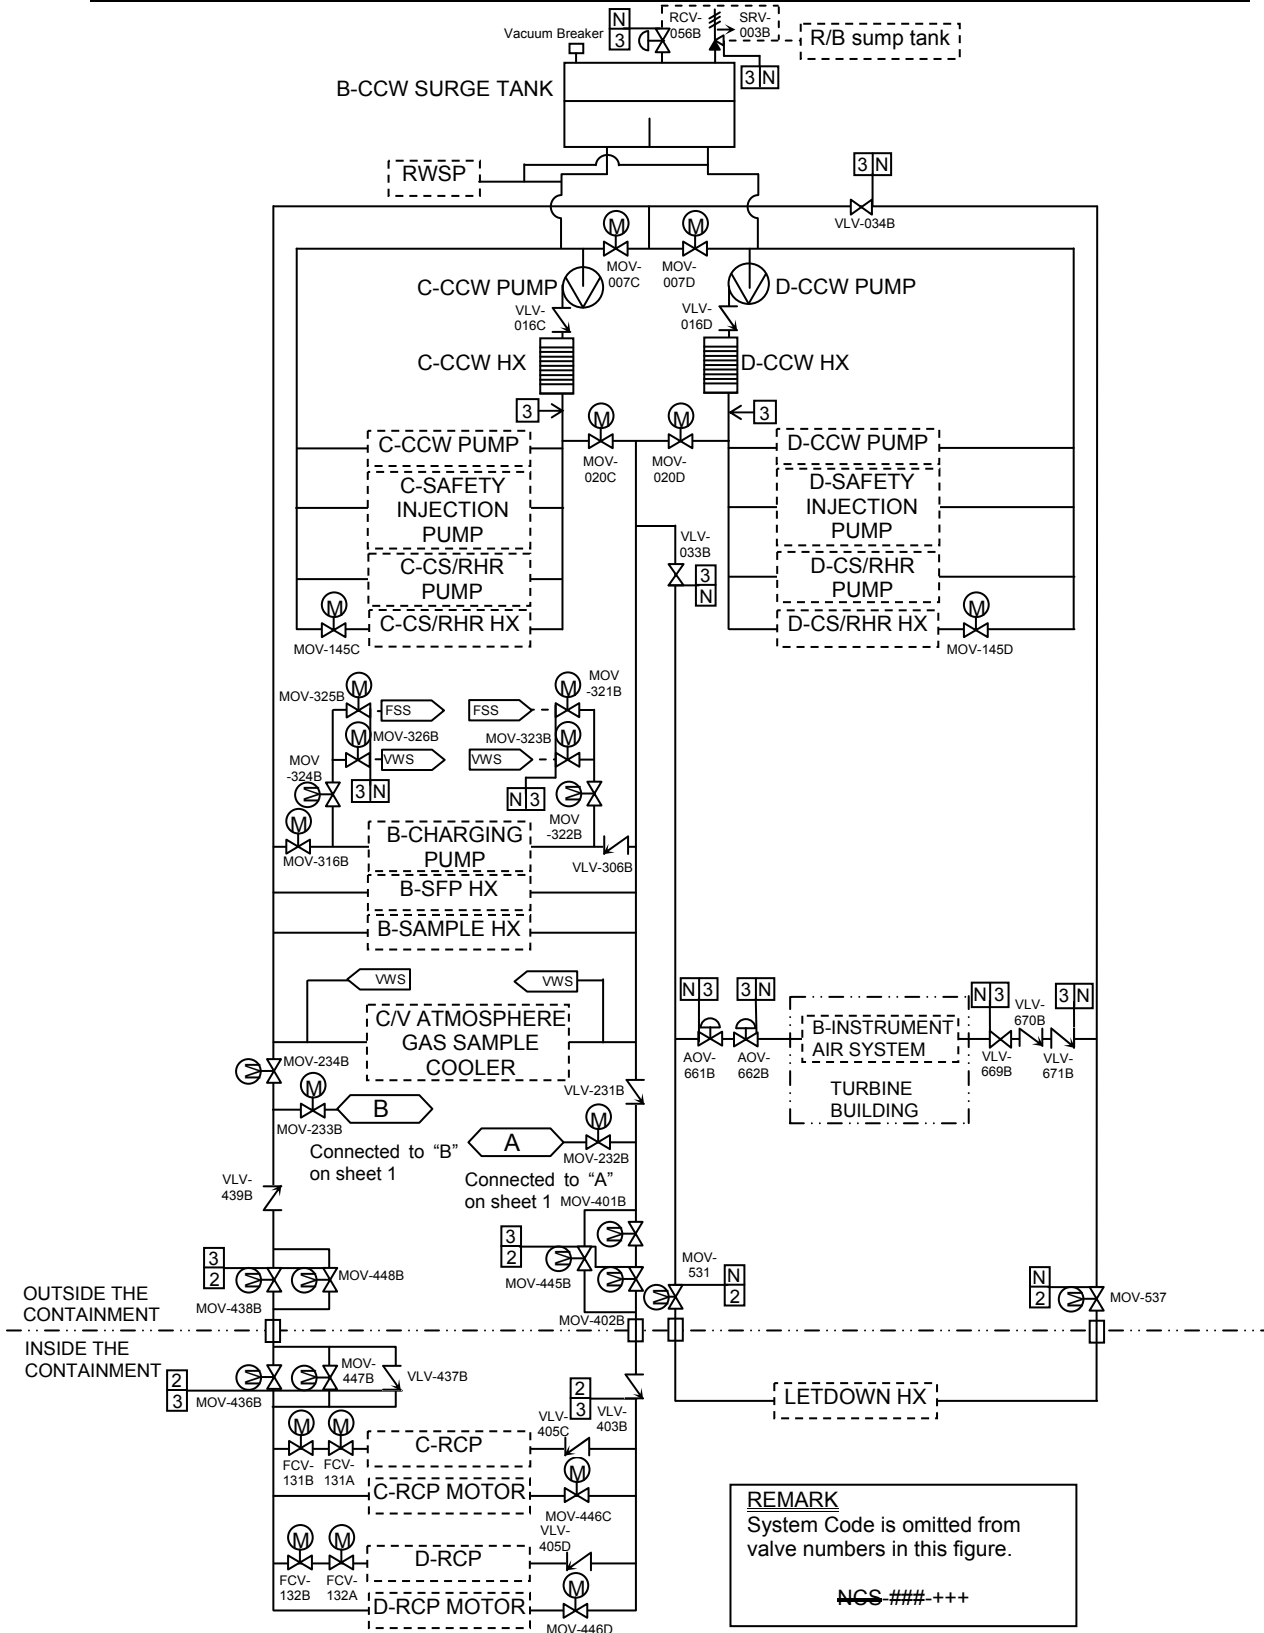 N
3
RCV-
056B
SRV-
003B
Vacuum Breaker
R/B sump tank
3 N
B-CCW SURGE TANK
RWSP
3 N
VLV-034B
M
M
MOV-
007C
MOV-
007D
C-CCW PUMP
D-CCW PUMP
VLV-
016C
VLV-
016D
C-CCW HX
D-CCW HX
3
3
M
M
MOV-
020C
MOV-
020D
C-CCW PUMP
C-SAFETY
INJECTION
PUMP
C-CS/RHR
PUMP
C-CS/RHR HX
M
MOV-145C
D-CCW PUMP
D-SAFETY
INJECTION
PUMP
D-CS/RHR
PUMP
D-CS/RHR HX
M
MOV-145D
VLV-
033B
3
N
MOV-325B
M
FSS
M
MOV-326B
VWS
MOV
-324B
M
3 N
M
MOV-316B
MOV
-321B
M
FSS
MOV-323B
M
VWS
N 3
M
MOV
-322B
B-CHARGING
PUMP
VLV-306B
B-SFP HX
B-SAMPLE HX
VWS
VWS
C/V ATMOSPHERE
GAS SAMPLE
COOLER
M
MOV-234B
M
MOV-233B
B
Connected to “B”
on sheet 1
VLV-231B
M
A
MOV-232B
Connected to “A”
on sheet 1
N 3
3 N
AOV-
661B
AOV-
662B
B-INSTRUMENT
AIR SYSTEM
TURBINE
BUILDING
N 3
VLV-
670B
3 N
VLV-
669B
VLV-
671B
VLV-
439B
MOV-401B
M
3
2
M
M
MOV-448B
MOV-438B
3
2
M
MOV-445B
M
MOV-402B
MOV-
531
N
2
M
N
2
M
MOV-537
OUTSIDE THE
CONTAINMENT
INSIDE THE
CONTAINMENT
2
3
M
MOV-436B
M
MOV-
447B
VLV-437B
2
3
VLV-
403B
LETDOWN HX
M
M
FCV-
131B
FCV-
131A
C-RCP
VLV-
405C
C-RCP MOTOR
M
MOV-446C
M
M
FCV-
132B
FCV-
132A
D-RCP
VLV-
405D
D-RCP MOTOR
M
MOV-446D
REMARK
System Code is omitted from
valve numbers in this figure.
NCS-###-+++